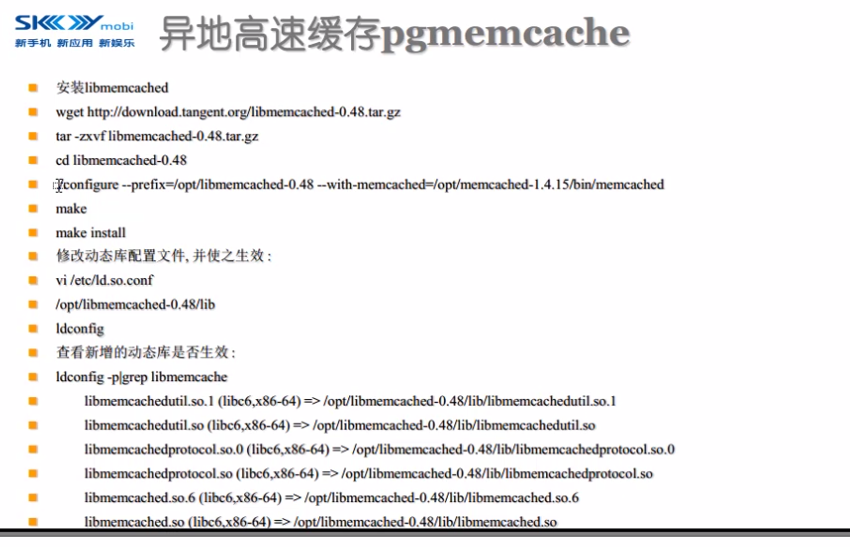 SKYmobi
新手机 新应用 新娱乐
异地高速缓存pgmemcache
安装libmemcached
wget http://download.tangent.org/libmemcached-0.48.tar.gz
tar -zxvf libmemcached-0.48.tar.gz
cd libmemcached-0.48
./configure --prefix=/opt/libmemcached-0.48 --with-memcached=/opt/memcached-1.4.15/bin/memcached
make
make install
修改动态库配置文件, 并使之生效 :
vi /etc/ld.so.conf
/opt/libmemcached-0.48/lib
ldconfig
查看新增的动态库是否生效 :
ldconfig -p|grep libmemcache
libmemcachedutil.so.1 (libc6,x86-64) => /opt/libmemcached-0.48/lib/libmemcachedutil.so.1
libmemcachedutil.so (libc6,x86-64) => /opt/libmemcached-0.48/lib/libmemcachedutil.so
libmemcachedprotocol.so.0 (libc6,x86-64) => /opt/libmemcached-0.48/lib/libmemcachedprotocol.so.0
libmemcachedprotocol.so (libc6,x86-64) => /opt/libmemcached-0.48/lib/libmemcachedprotocol.so
libmemcached.so.6 (libc6,x86-64) => /opt/libmemcached-0.48/lib/libmemcached.so.6
libmemcached.so (libc6,x86-64) => /opt/libmemcached-0.48/lib/libmemcached.so